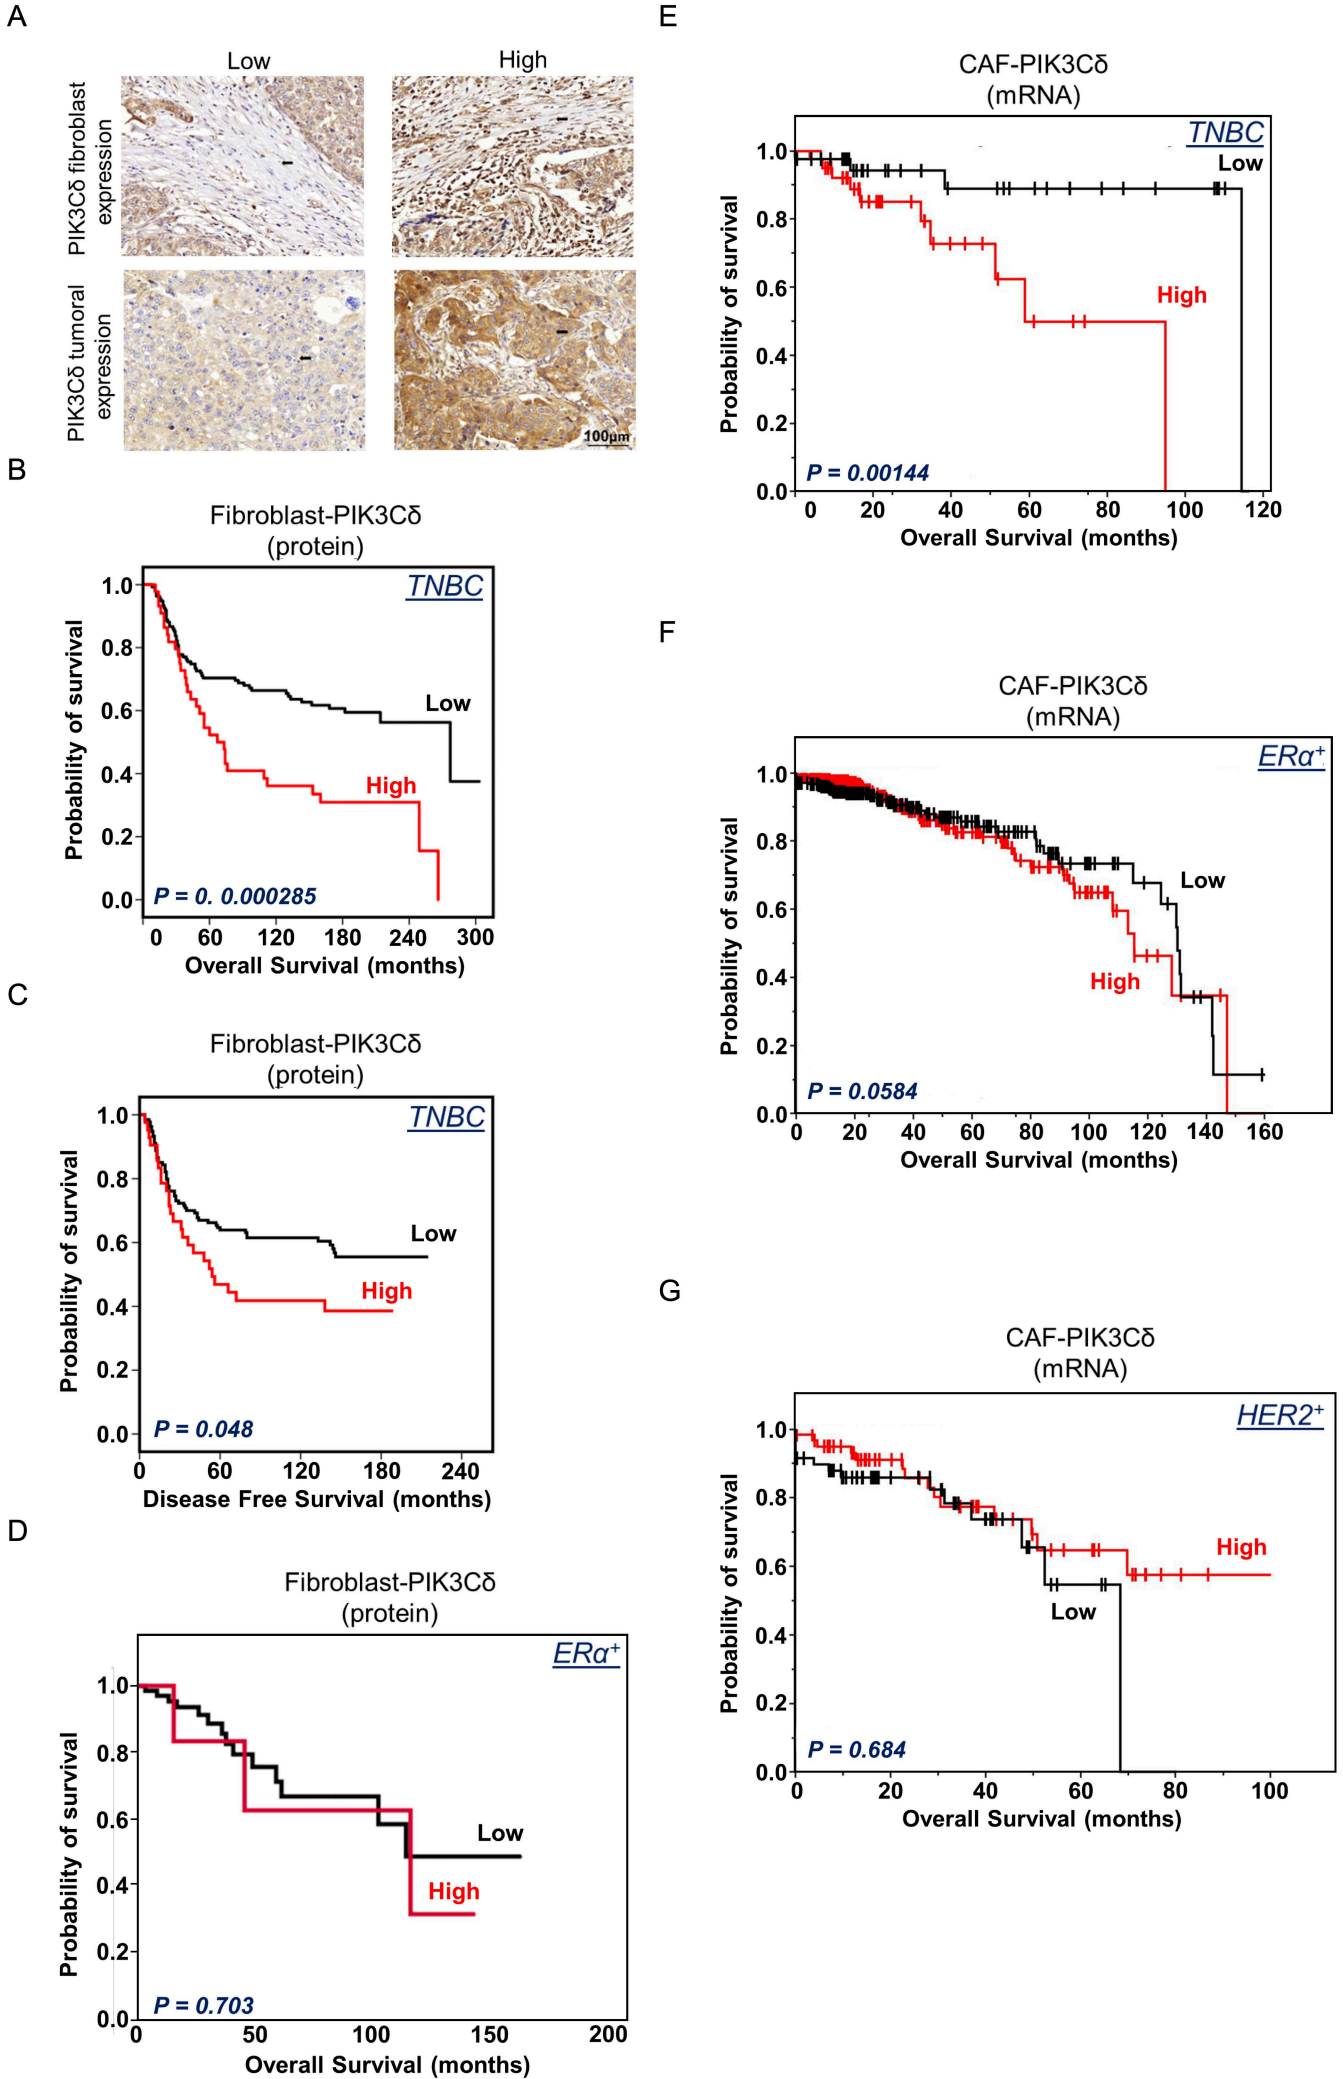 A
Low
High
PIK3Cδ fibroblast
expression
PIK3Cδ tumoral
expression
100µm
B
Fibroblast-PIK3Cδ
(protein)
TNBC
Probability of survival
1.0
0.8
0.6
0.4
0.2
0.0
Low
High
P = 0. 0.000285
0 60 120 180 240 300
Overall Survival (months)
C
Fibroblast-PIK3Cδ
(protein)
TNBC
Probability of survival
1.0
0.8
0.6
0.4
0.2
0.0
Low
High
P = 0.048
0 60 120 180 240
Disease Free Survival (months)
D
Fibroblast-PIK3Cδ
(protein)
ERα+
Probability of survival
1.0
0.8
0.6
0.4
0.2
0.0
Low
High
P = 0.703
0 50 100 150 200
Overall Survival (months)
E
CAF-PIK3Cδ
(mRNA)
TNBC
Probability of survival
1.0
0.8
0.6
0.4
0.2
0.0
Low
High
P = 0.00144
0 20 40 60 80 100 120
Overall Survival (months)
F
CAF-PIK3Cδ
(mRNA)
ERα+
Probability of survival
1.0
0.8
0.6
0.4
0.2
0.0
Low
High
P = 0.0584
0 20 40 60 80 100 120 140 160
Overall Survival (months)
G
CAF-PIK3Cδ
(mRNA)
HER2+
Probability of survival
1.0
0.8
0.6
0.4
0.2
0.0
High
Low
P = 0.684
0 20 40 60 80 100
Overall Survival (months)